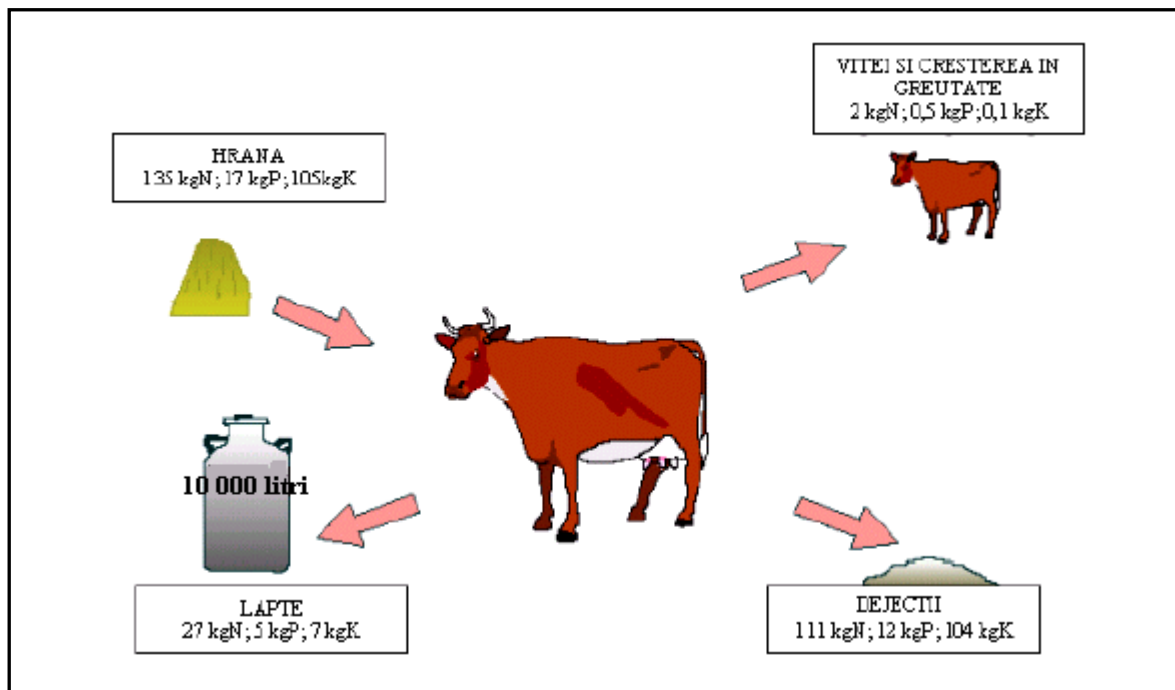 VITEI SI CRESTEREA IN
GREUTATE
2 kgN; 0,5 kgP; 0,1 kgK
HRANA
135 kgN; 17 kgP; 105kgK
10 000 litri
LAPTE
27 kgN; 5 kgP; 7 kgK
DEJECTII
111 kgN; 12 kgP; 104 kgK